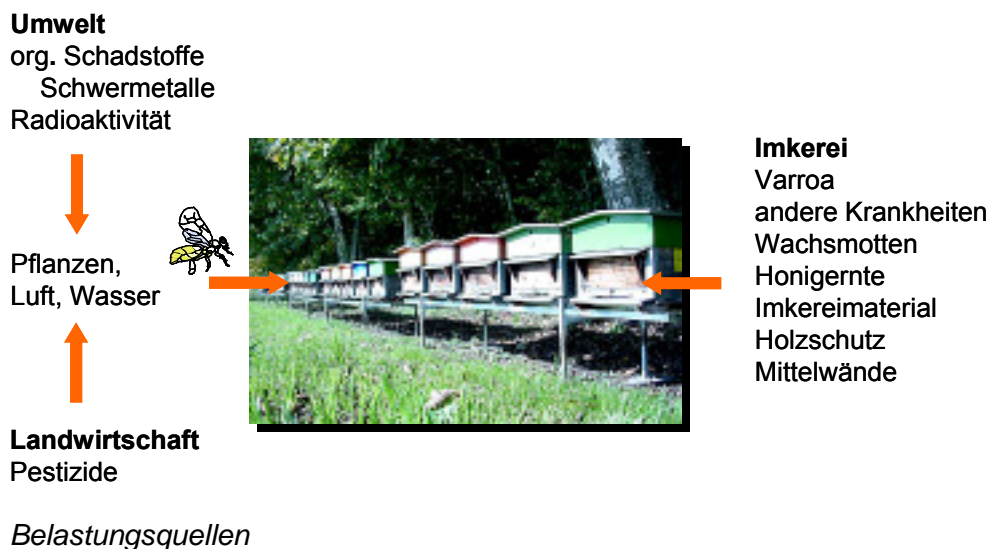 Umwelt
org. Schadstoffe
Schwermetalle
Radioaktivität
Pflanzen,
Luft, Wasser
Landwirtschaft
Pestizide
Imkerei
Varroa
andere Krankheiten
Wachsmotten
Honigernte
Imkereimaterial
Holzschutz
Mittelwände
Belastungsquellen